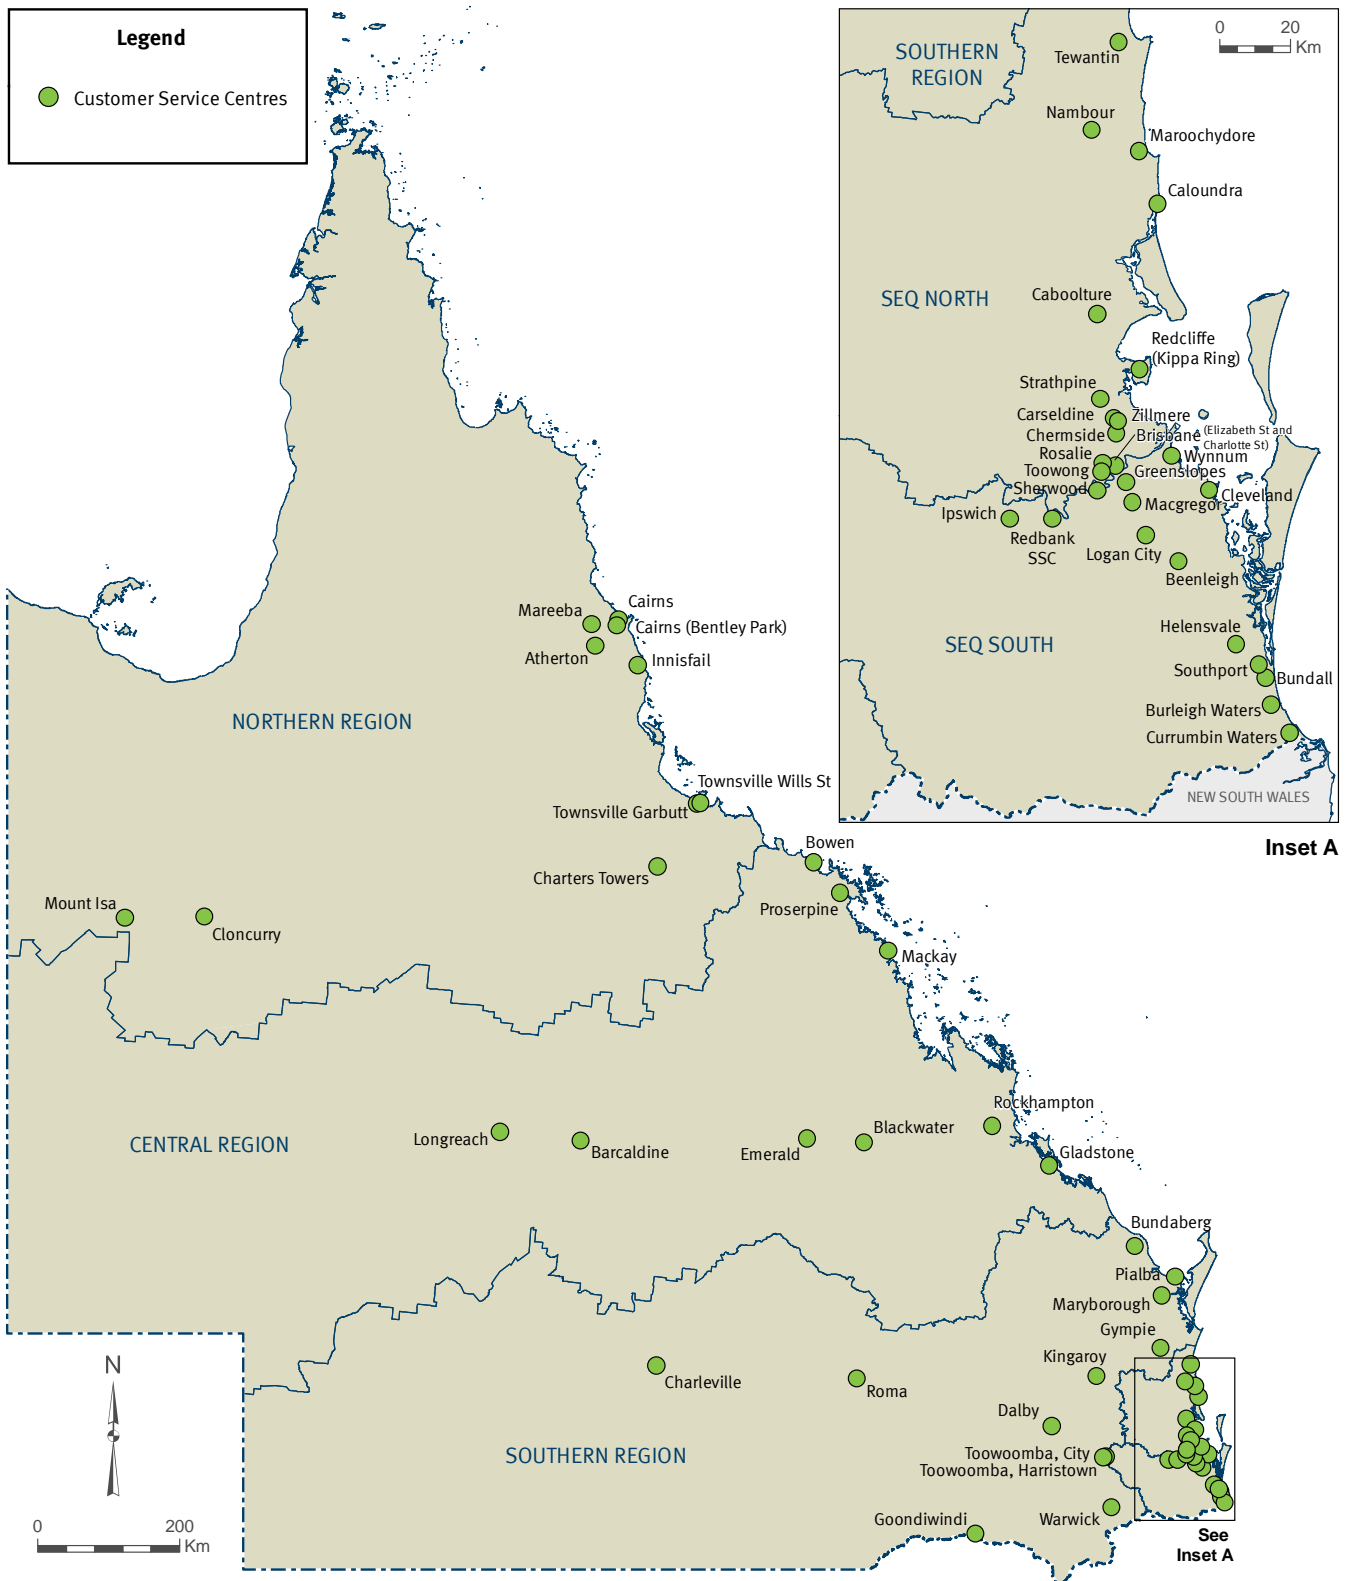 Legend
Customer Service Centres
0 20
Km
SOUTHERN
REGION
Tewantin
Nambour
Maroochydore
Caloundra
SEQ NORTH
Caboolture
Redcliffe
(Kippa Ring)
Strathpine
Carseldine
Zillmere
Chermside
Brisbane
(Elizabeth St and
Charlotte St)
Rosalie
Wynnum
Toowong
Greenslopes
Sherwood
Cleveland
Macgregor
Ipswich
Redbank
SSC
Logan City
Beenleigh
Helensvale
SEQ SOUTH
Southport
Bundall
Burleigh Waters
Currumbin Waters
NEW SOUTH WALES
Inset A
Cairns
Mareeba
Cairns (Bentley Park)
Atherton
Innisfail
NORTHERN REGION
Townsville Wills St
Townsville Garbutt
Bowen
Charters Towers
Mount Isa
Proserpine
Cloncurry
Mackay
Rockhampton
CENTRAL REGION
Longreach
Barcaldine
Emerald
Blackwater
Gladstone
Bundaberg
Pialba
Maryborough
Gympie
Kingaroy
N
Charleville
Roma
Dalby
SOUTHERN REGION
Toowoomba, City
Toowoomba, Harristown
Goondiwindi
Warwick
0 200
Km
See
Inset A